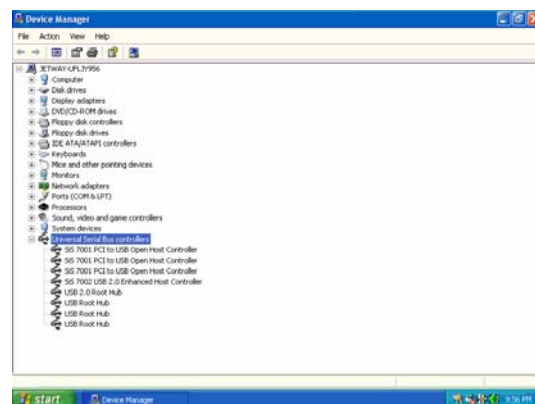 Device Manager
File Action View Help
JETWAY-UFLJY956
Computer
Disk drives
Display adapters
DVD/CD-ROM drives
Floppy disk controllers
Floppy disk drives
IDE ATA/ATAPI controllers
Keyboards
Mice and other pointing devices
Monitors
Network adapters
Ports (COM & LPT)
Processors
Sound, video and game controllers
System devices
Universal Serial Bus controllers
SiS 7001 PCI to USB Open Host Controller
SiS 7001 PCI to USB Open Host Controller
SiS 7001 PCI to USB Open Host Controller
SiS 7002 USB 2.0 Enhanced Host Controller
USB 2.0 Root Hub
USB Root Hub
USB Root Hub
USB Root Hub
start Device Manager 9:56 PM